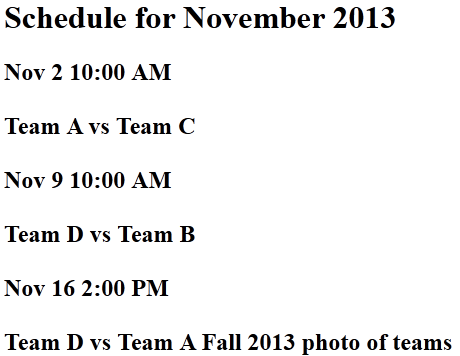 Schedule for November 2013
Nov 2 10:00 AM
Team A vs Team C
Nov 9 10:00 AM
Team D vs Team B
Nov 16 2:00 PM
Team D vs Team A Fall 2013 photo of teams